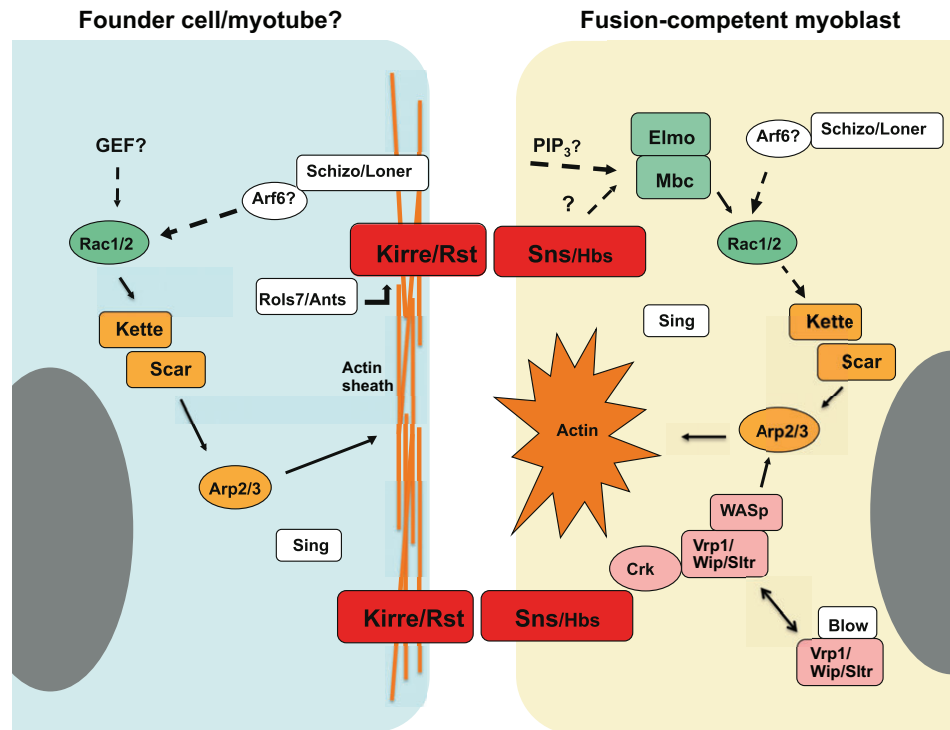 Founder cell/myotube?
GEF?
Schizo/Loner
Arf6?
Rac1/2
Kirre/Rst
Rols7/Ants
Kette
Scar
Actin
sheath
Arp2/3
Sing
Kirre/Rst
Fusion-competent myoblast
Elmo
Mbc
PIP3?
?
Arf6?
Schizo/Loner
Sns/Hbs
Rac1/2
Sing
Kette
Scar
Actin
Arp2/3
WASp
Vrp1/
Wip/Sltr
Crk
Sns/Hbs
Blow
Vrp1/
Wip/Sltr